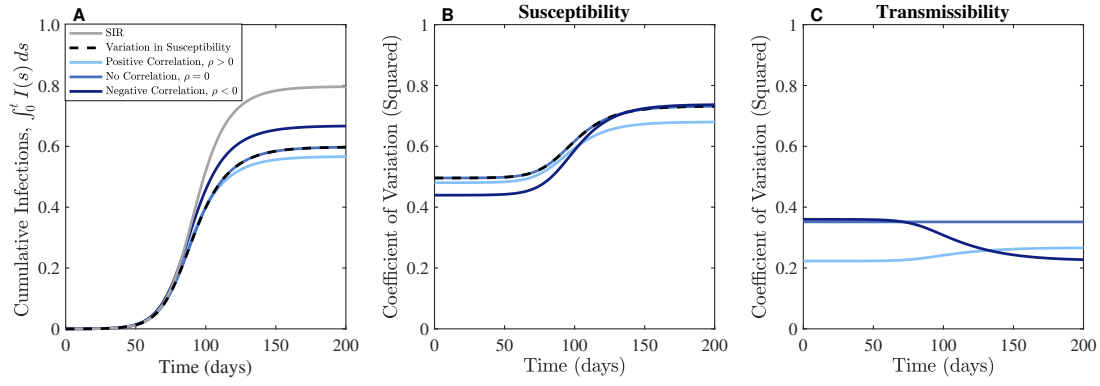 A
SIR
Variation in Susceptibility
Positive Correlation, ρ > 0
No Correlation, ρ = 0
Negative Correlation, ρ < 0
Cumulative Infections, ∫₀ᵗ I(s) ds
1
0.8
0.6
0.4
0.2
0
0 50 100 150 200
Time (days)
B
Susceptibility
Coefficient of Variation (Squared)
1
0.8
0.6
0.4
0.2
0
0 50 100 150 200
Time (days)
C
Transmissibility
Coefficient of Variation (Squared)
1
0.8
0.6
0.4
0.2
0
0 50 100 150 200
Time (days)